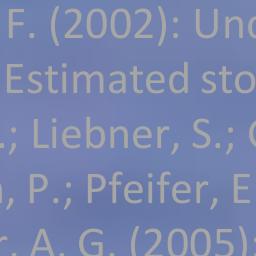 F. (2002): Und
Estimated sto
.; Liebner, S.;
, P.; Pfeifer, E
r, A. G. (2005):